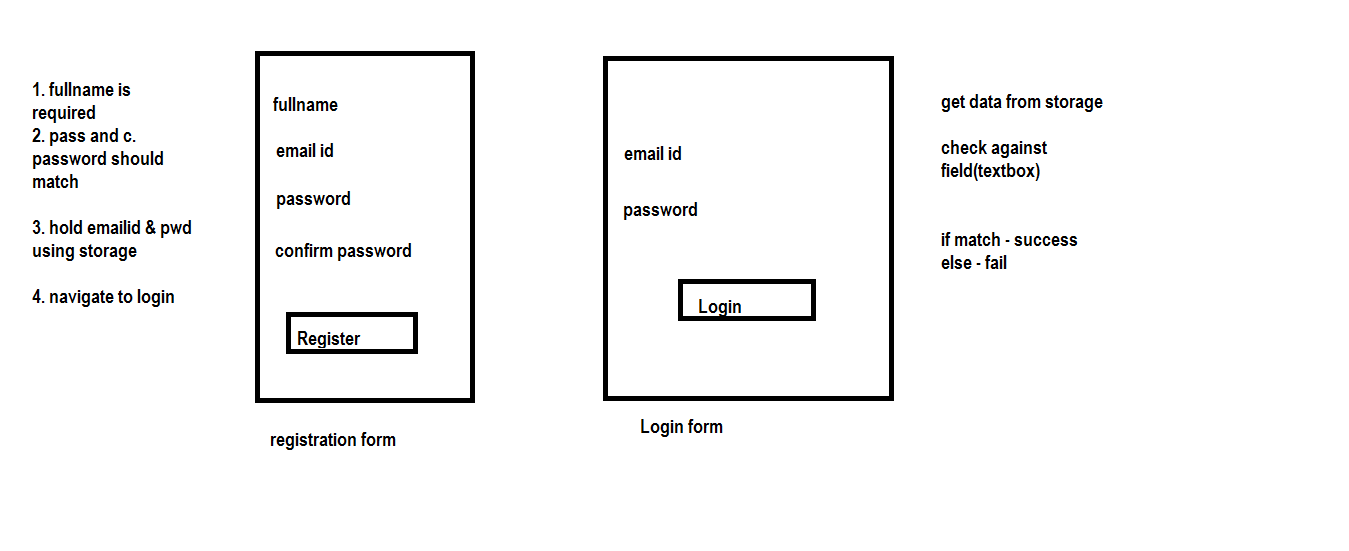 1. fullname is
required
2. pass and c.
password should
match
3. hold emailid & pwd
using storage
4. navigate to login
fullname
email id
password
confirm password
Register
registration form
email id
password
Login
Login form
get data from storage
check against
field(textbox)
if match - success
else - fail